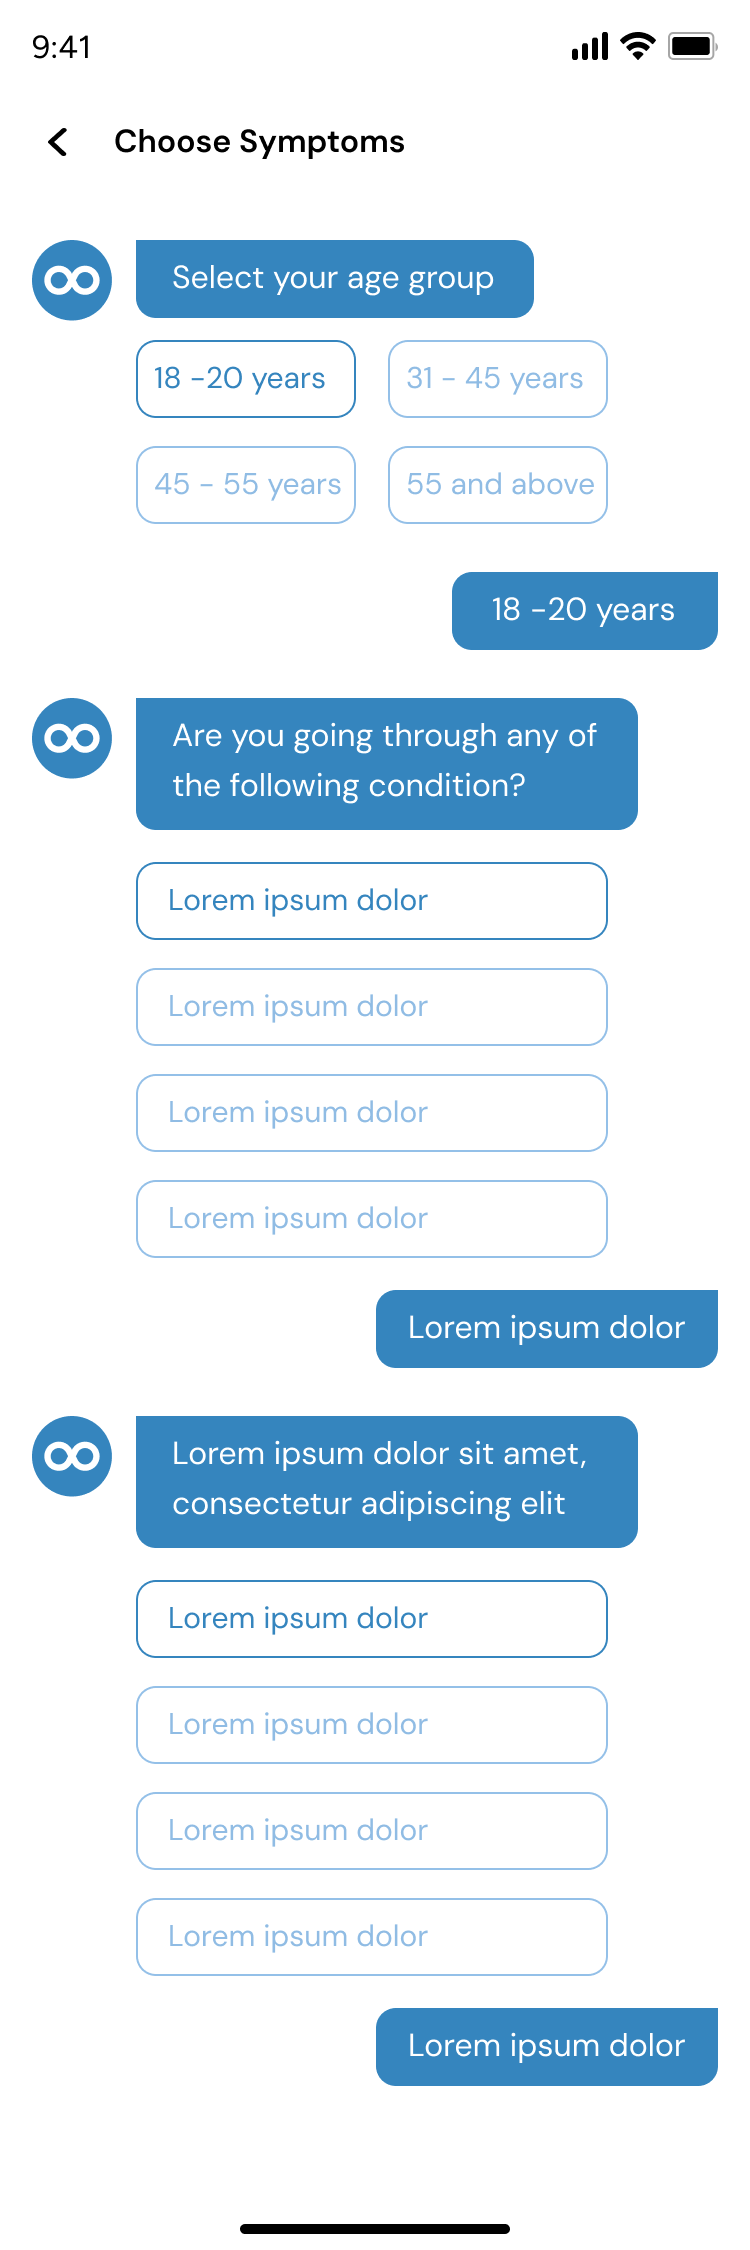 9:41
Choose Symptoms
Select your age group
18 -20 years
31 - 45 years
45 - 55 years
55 and above
18 -20 years
Are you going through any of
the following condition?
Lorem ipsum dolor
Lorem ipsum dolor
Lorem ipsum dolor
Lorem ipsum dolor
Lorem ipsum dolor
Lorem ipsum dolor sit amet,
consectetur adipiscing elit
Lorem ipsum dolor
Lorem ipsum dolor
Lorem ipsum dolor
Lorem ipsum dolor
Lorem ipsum dolor